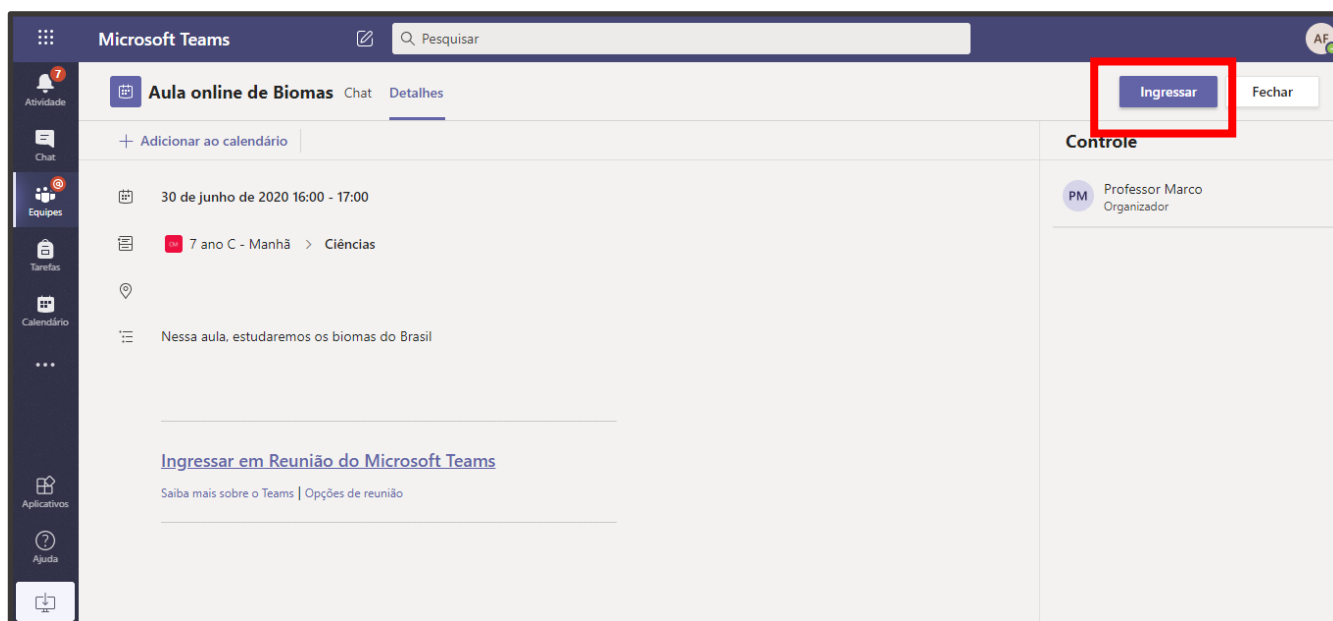 Microsoft Teams
Pesquisar
AF
7
Atividade
Chat
@
Equipes
Tarefas
Calendário
Aplicativos
Ajuda
Aula online de Biomas Chat Detalhes
Ingressar Fechar
+ Adicionar ao calendário
30 de junho de 2020 16:00 - 17:00
7 ano C - Manhã > Ciências
Nessa aula, estudaremos os biomas do Brasil
Ingressar em Reunião do Microsoft Teams
Saiba mais sobre o Teams | Opções de reunião
Controle
PM
Professor Marco
Organizador